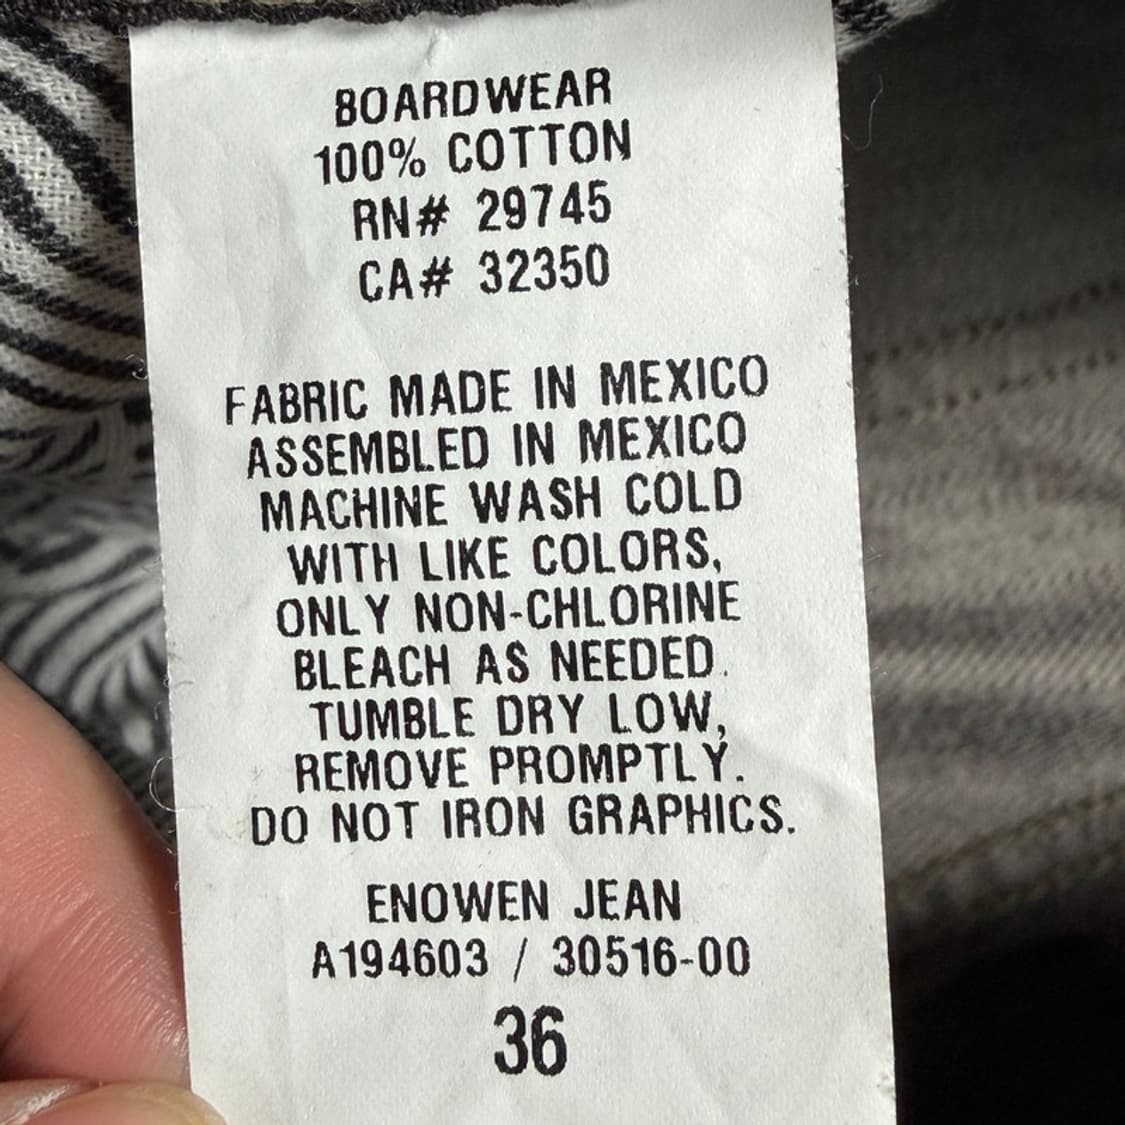 BOARDWEAR
100% COTTON
RN# 29745
CA# 32350
FABRIC MADE IN MEXICO
ASSEMBLED IN MEXICO
MACHINE WASH COLD
WITH LIKE COLORS,
ONLY NON-CHLORINE
BLEACH AS NEEDED.
TUMBLE DRY LOW,
REMOVE PROMPTLY.
DO NOT IRON GRAPHICS.
ENOWEN JEAN
A194603 / 30516-00
36